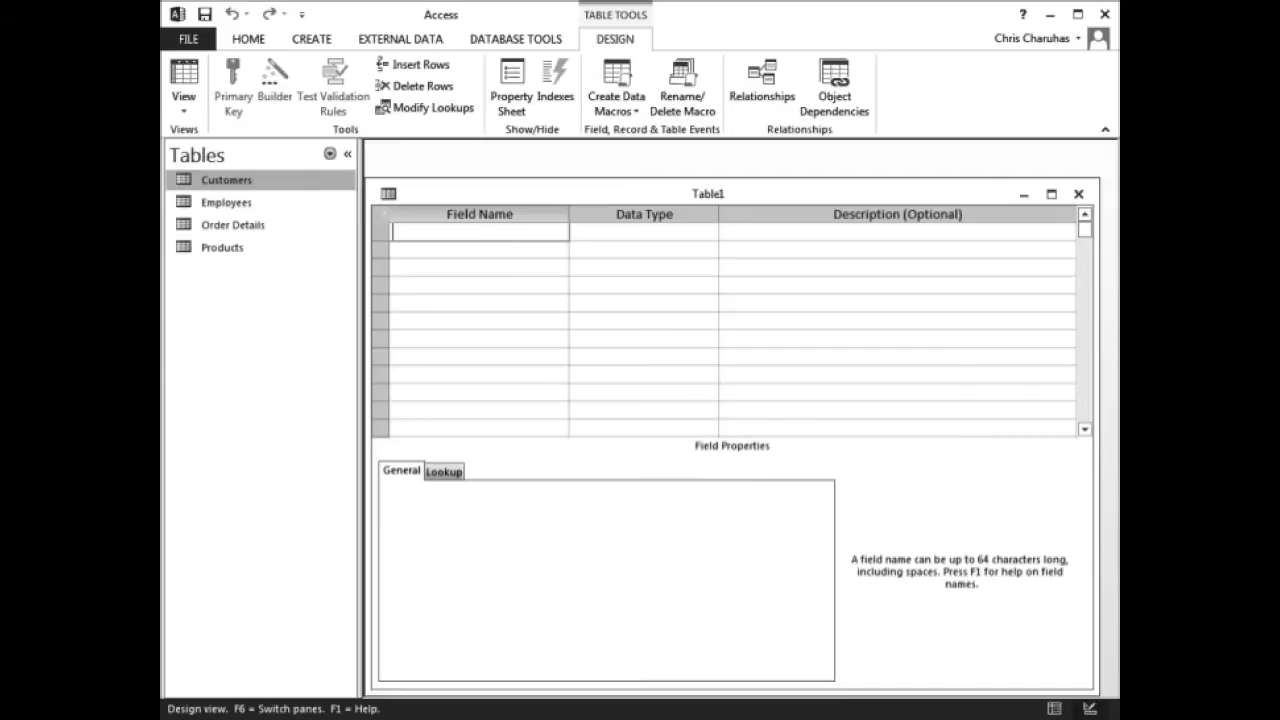 Access
TABLE TOOLS
?
FILE
HOME
CREATE
EXTERNAL DATA
DATABASE TOOLS
DESIGN
Chris Charuhas
View
Primary
Key
Builder
Test Validation
Rules
Insert Rows
Delete Rows
Modify Lookups
Property
Sheet
Indexes
Create Data
Macros
Rename/
Delete Macro
Relationships
Object
Dependencies
Views
Tools
Show/Hide
Field, Record & Table Events
Relationships
Tables
Customers
Employees
Order Details
Products
Table1
Field Name
Data Type
Description (Optional)
Field Properties
General
Lookup
A field name can be up to 64 characters long,
including spaces. Press F1 for help on field
names.
Design view. F6 = Switch panes. F1 = Help.